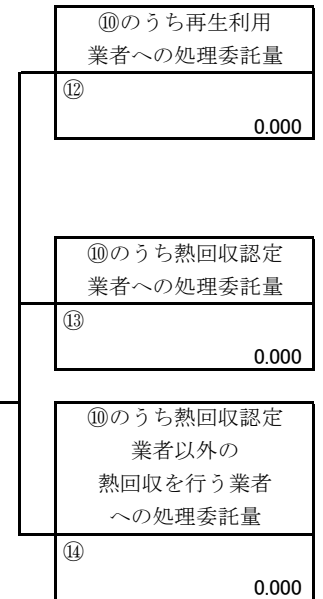 ⑩のうち再生利用
業者への処理委託量
⑫
0.000
⑩のうち熱回収認定
業者への処理委託量
⑬
0.000
⑩のうち熱回収認定
業者以外の
熱回収を行う業者
への処理委託量
⑭
0.000